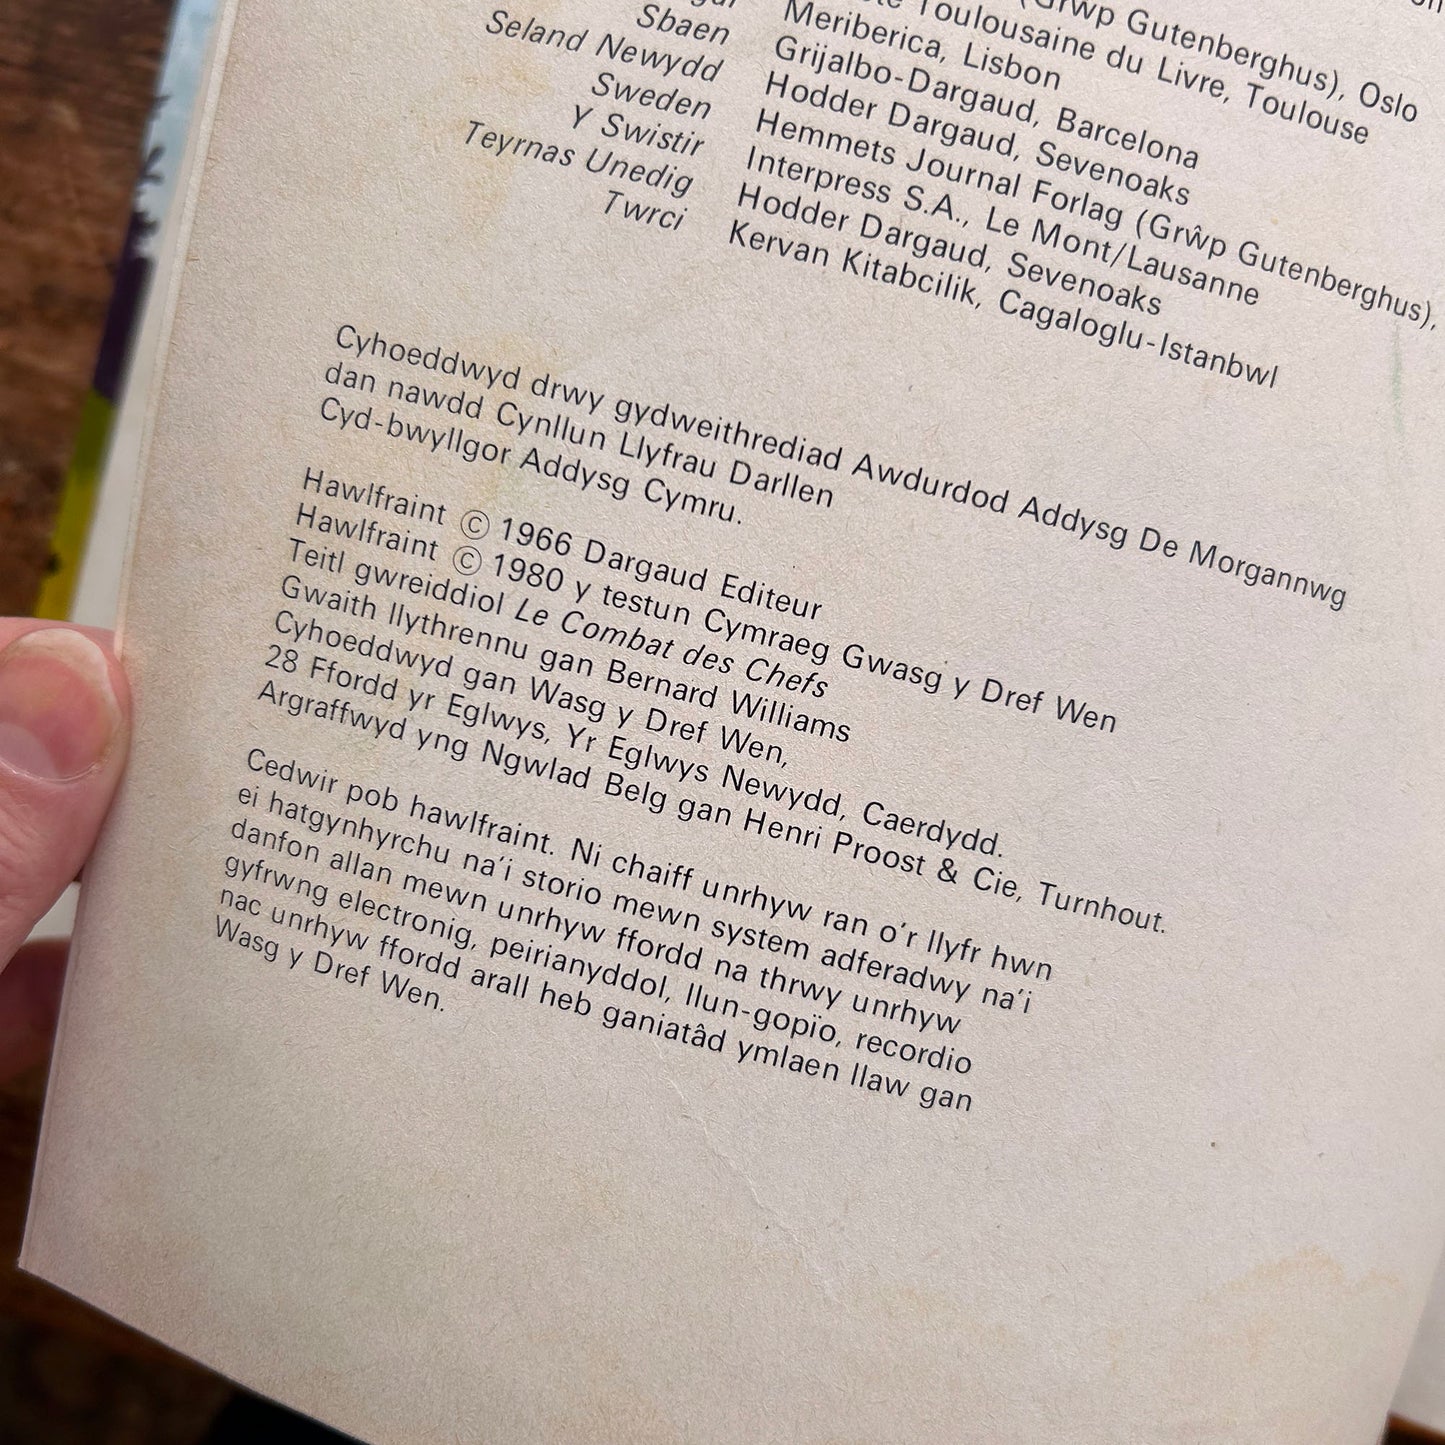 (Grŵp Gutenberghus), Oslo
Toulousaine du Livre, Toulouse
Meriberica, Lisbon
Sbaen Grijalbo-Dargaud, Barcelona
Seland Newydd Hodder Dargaud, Sevenoaks
Sweden Hemmets Journal Forlag (Grŵp Gutenberghus),
Y Swistir Interpress S.A., Le Mont/Lausanne
Teyrnas Unedig Hodder Dargaud, Sevenoaks
Twrci Kervan Kitabcilik, Cagaloglu-Istanbwl
Cyhoeddwyd drwy gydweithrediad Awdurdod Addysg De Morgannwg
dan nawdd Cynllun Llyfrau Darllen
Cyd-bwyllgor Addysg Cymru.
Hawlfraint © 1966 Dargaud Editeur
Hawlfraint © 1980 y testun Cymraeg Gwasg y Dref Wen
Teitl gwreiddiol Le Combat des Chefs
Gwaith llythrennu gan Bernard Williams
Cyhoeddwyd gan Wasg y Dref Wen,
28 Ffordd yr Eglwys, Yr Eglwys Newydd, Caerdydd.
Argraffwyd yng Ngwlad Belg gan Henri Proost & Cie, Turnhout.
Cedwir pob hawlfraint. Ni chaiff unrhyw ran o'r llyfr hwn
ei hatgynhyrchu na'i storio mewn system adferadwy na'i
danfon allan mewn unrhyw ffordd na thrwy unrhyw
gyfrwng electronig, peirianyddol, llun-gopïo, recordio
nac unrhyw ffordd arall heb ganiatâd ymlaen llaw gan
Wasg y Dref Wen.